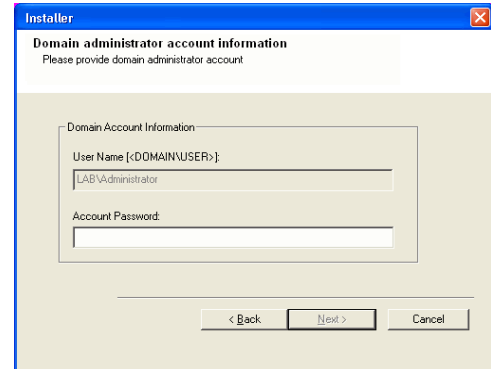 Installer
Domain administrator account information
Please provide domain administrator account
Domain Account Information
User Name [<DOMAIN\USER>]:
LAB\Administrator
Account Password:
< Back
Next >
Cancel